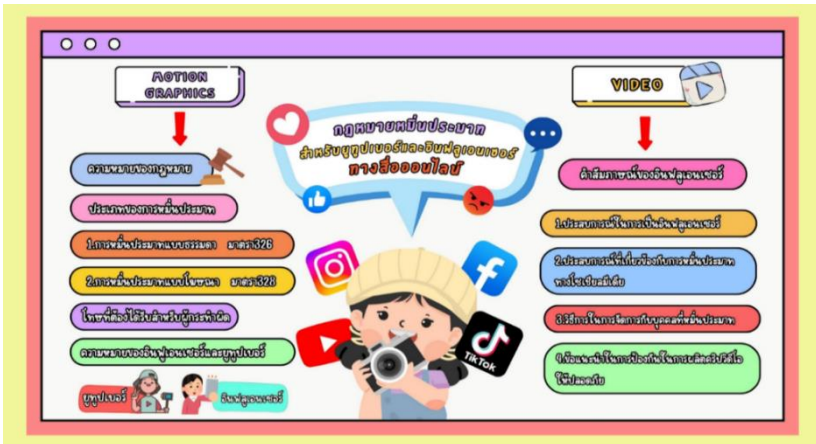 MOTION
GRAPHICS
ความหมายของกฎหมาย
ประเภทของการหมิ่นประมาท
1.การหมิ่นประมาทแบบธรรมดา มาตรา326
2.การหมิ่นประมาทแบบโฆษณา มาตรา328
โทษที่ต้องได้รับสำหรับผู้กระทำผิด
ความหมายของอินฟูเอนเซอร์และยูทูปเบอร์
ยูทูปเบอร์
อินฟลูเอนเซอร์
กฎหมายหมิ่นประมาท
สำหรับยูทูปเบอร์และอินฟลูเอนเซอร์
ทางสื่อออนไลน์
TikTok
VIDEO
คำสัมภาษณ์ของอินฟลูเอนเซอร์
1.ประสบการณ์ในการเป็นอินฟลูเอนเซอร์
2.ประสบการณ์ที่เกี่ยวข้องกับการหมิ่นประมาท
ทางโซเชียลมีเดีย
3.วิธีการในการจัดการกับบุคคลที่หมิ่นประมาท
4.ข้อแนะนำในการป้องกันในการผลิตคลิปวิดีโอ
ให้ปลอดภัย